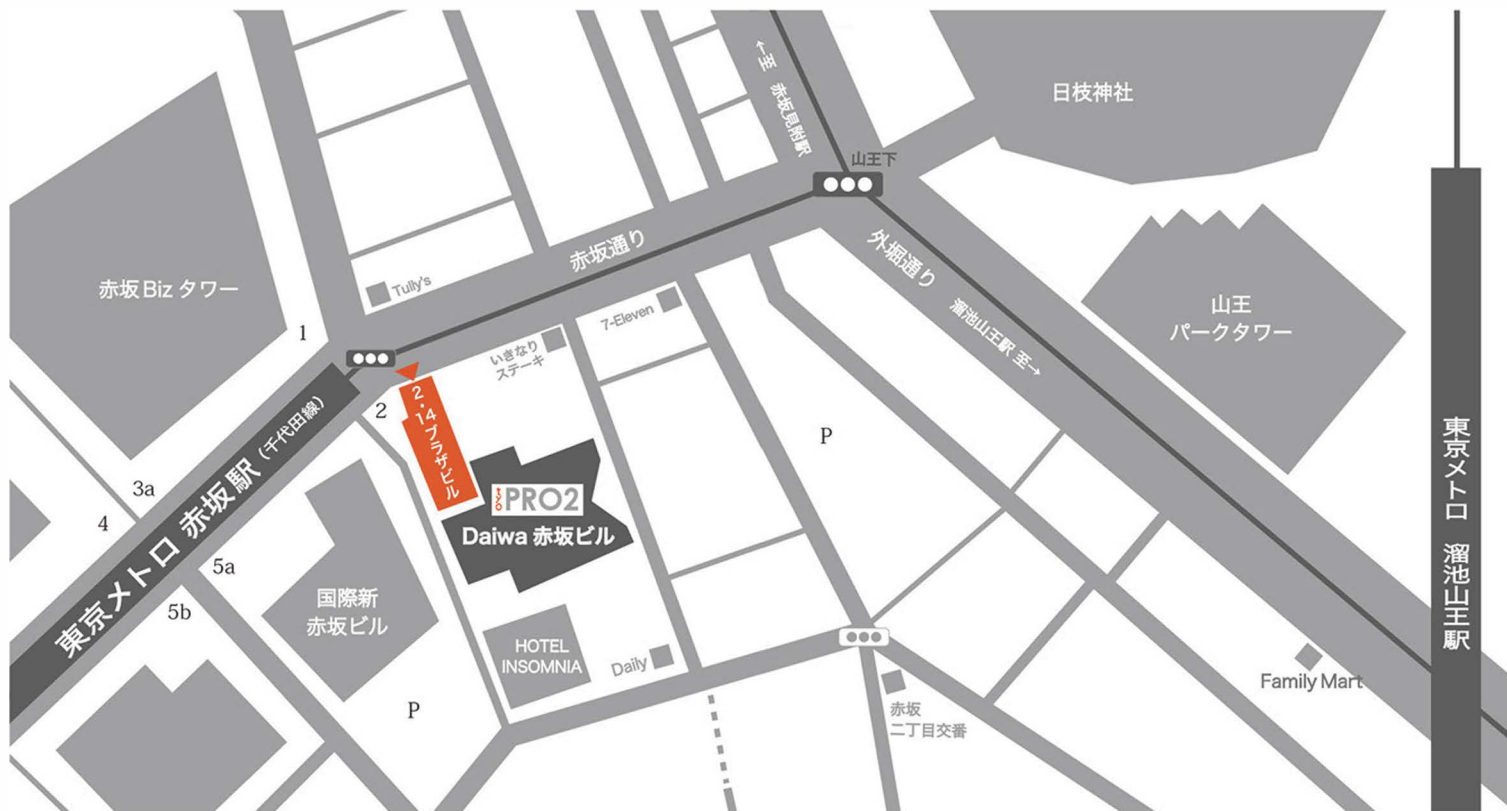 ←至 赤坂見附駅
日枝神社
山王下
赤坂通り
外堀通り
溜池山王駅 至→
山王
パークタワー
赤坂 Biz タワー
Tully's
1
7-Eleven
いきなり
ステーキ
2
2・14プラザビル
P
東京メトロ 赤坂駅 (千代田線)
東京メトロ 溜池山王駅
3a
4
TYO PRO2
Daiwa 赤坂ビル
5a
5b
国際新
赤坂ビル
HOTEL
INSOMNIA
Daily
P
赤坂
二丁目交番
Family Mart